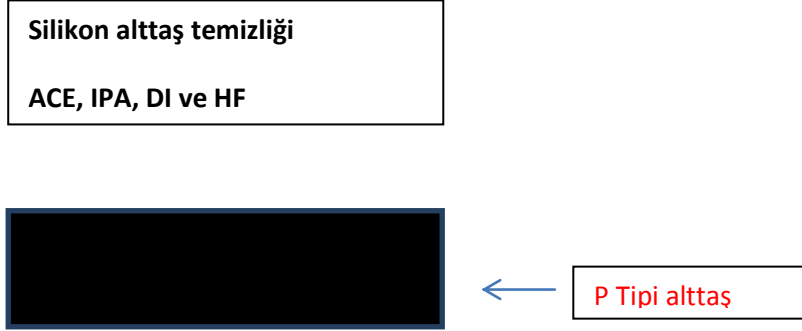 Silikon alttaş temizliği
ACE, IPA, DI ve HF
P Tipi alttaş